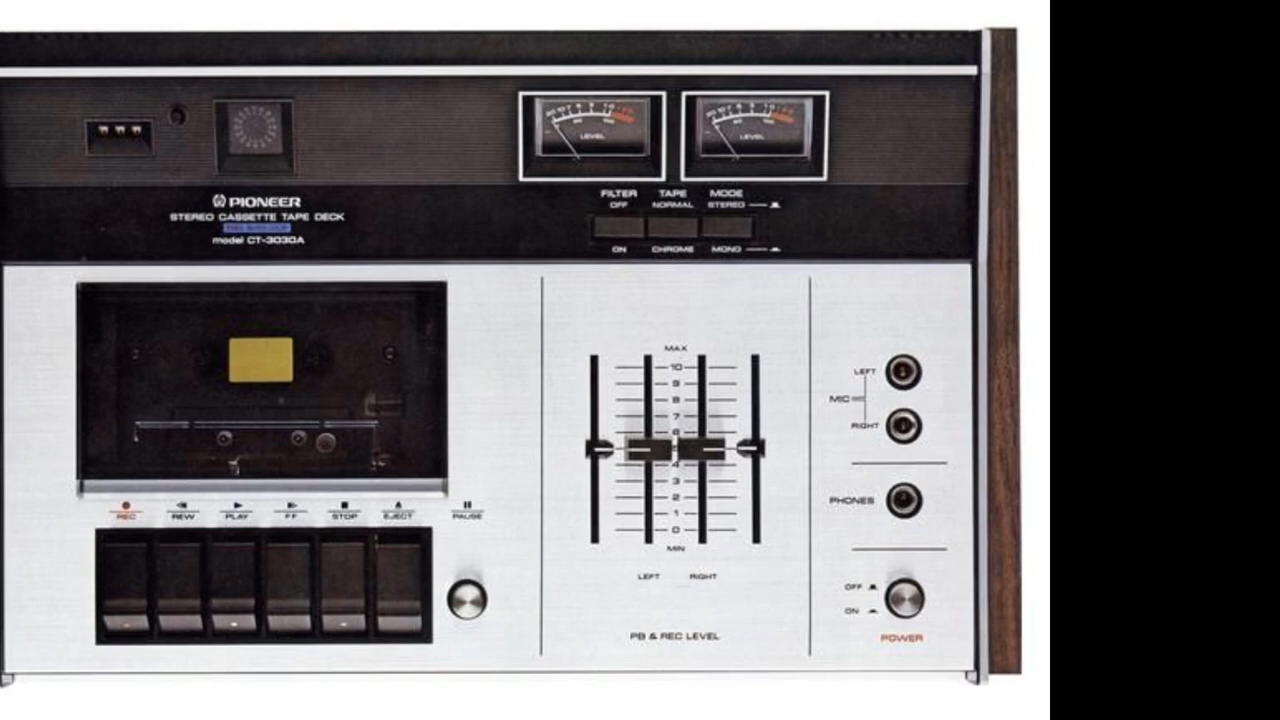 PIONEER
STEREO CASSETTE TAPE DECK
model CT-3030A
LEVEL
LEVEL
FILTER TAPE MODE
OFF NORMAL STEREO
ON CHROME MONO
REC REW PLAY FF STOP EJECT PAUSE
MAX
10
9
8
7
6
5
4
3
2
1
0
MIN
LEFT RIGHT
PB & REC LEVEL
LEFT
MIC
RIGHT
PHONES
OFF
ON
POWER